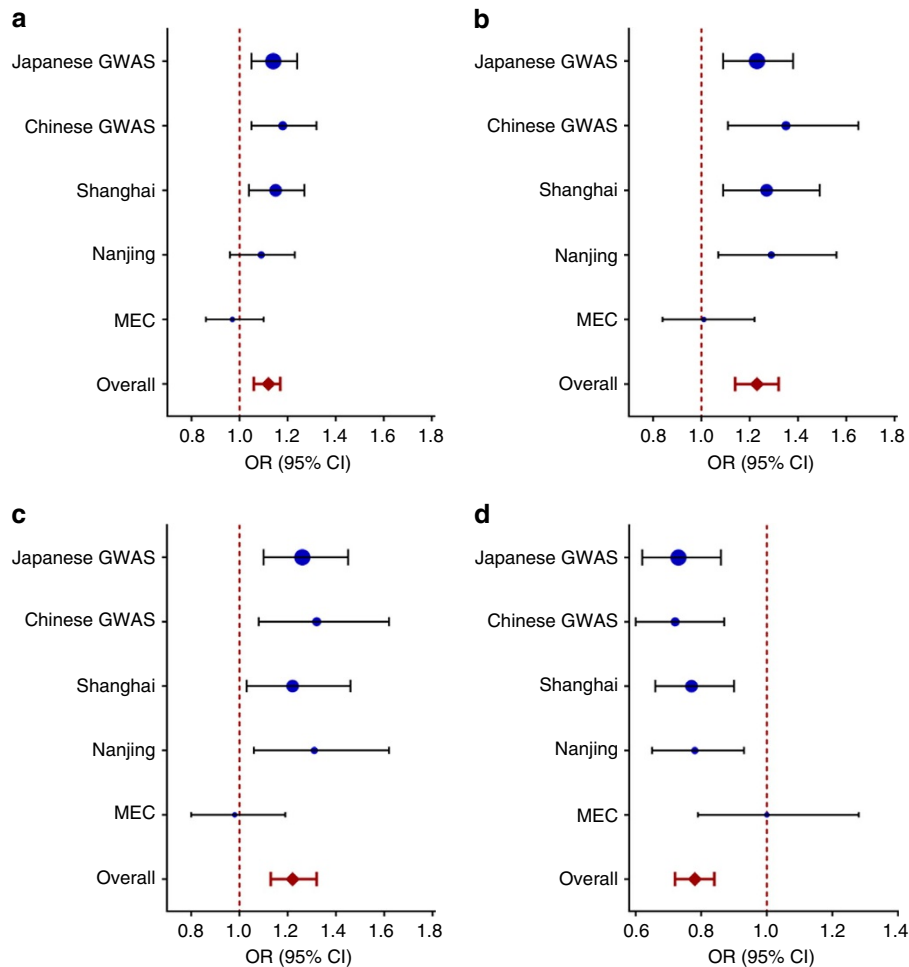 a
Japanese GWAS
Chinese GWAS
Shanghai
Nanjing
MEC
Overall
0.8 1.0 1.2 1.4 1.6 1.8
OR (95% CI)
b
Japanese GWAS
Chinese GWAS
Shanghai
Nanjing
MEC
Overall
0.8 1.0 1.2 1.4 1.6 1.8
OR (95% CI)
c
Japanese GWAS
Chinese GWAS
Shanghai
Nanjing
MEC
Overall
0.8 1.0 1.2 1.4 1.6 1.8
OR (95% CI)
d
Japanese GWAS
Chinese GWAS
Shanghai
Nanjing
MEC
Overall
0.6 0.8 1.0 1.2 1.4
OR (95% CI)